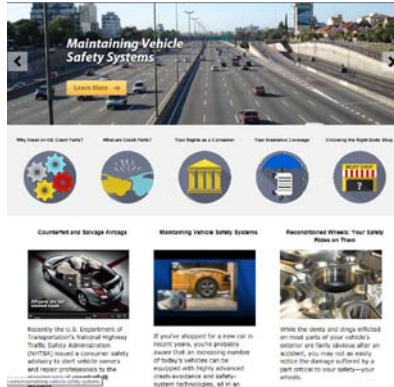 Maintaining Vehicle
Safety Systems
Learn More
Why Insist on OE Crash Parts?
What are Crash Parts?
Your Rights as a Consumer
Your Insurance Coverage
Choosing the Right Body Shop
BODY SHOP
?
Counterfeit and Salvage Airbags
Maintaining Vehicle Safety Systems
Reconditioned Wheels: Your Safety
Rides on Them
Recently the U.S. Department of
Transportation's National Highway
Traffic Safety Administration
(NHTSA) issued a consumer safety
advisory to alert vehicle owners
and repair professionals to the
If you've shopped for a new car in
recent years, you're probably
aware that an increasing number
of today's vehicles can be
equipped with highly advanced
crash-avoidance and safety-
system technologies, all in an
While the dents and dings inflicted
on most parts of your vehicle's
exterior are fairly obvious after an
accident, you may not as easily
notice the damage suffered by a
part critical to your safety—your
wheels.